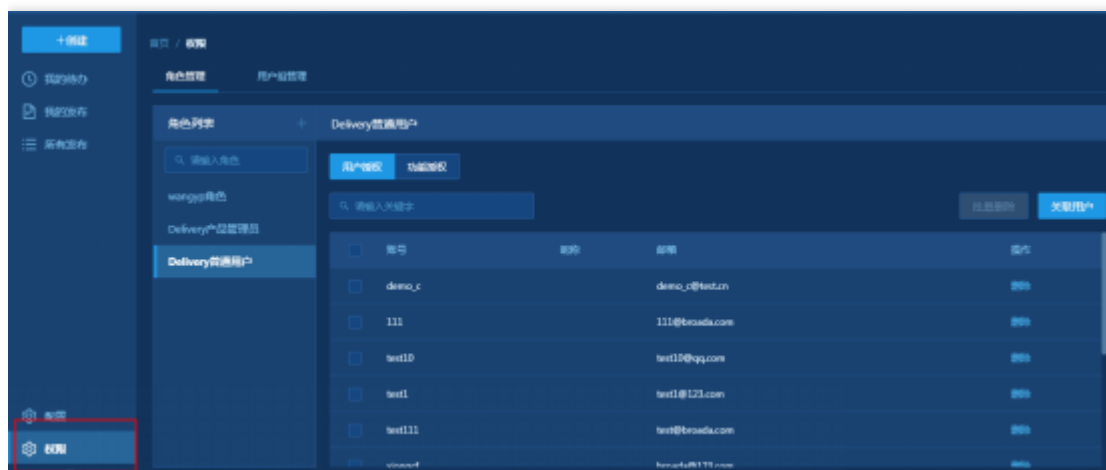 +创建
首页 / 权限
我的待办
角色管理 用户组管理
我的发布
角色列表 + Delivery普通用户
所有发布
请输入角色
用户授权 功能授权
wangyp角色
请输入关键字 批量删除 关联用户
Delivery产品管理员
账号 昵称 邮箱 操作
Delivery普通用户
demo_c demo_c@test.cn 删除
111 111@broada.com 删除
test10 test10@qq.com 删除
test1 test1@123.com 删除
配置
test111 test@broada.com 删除
权限